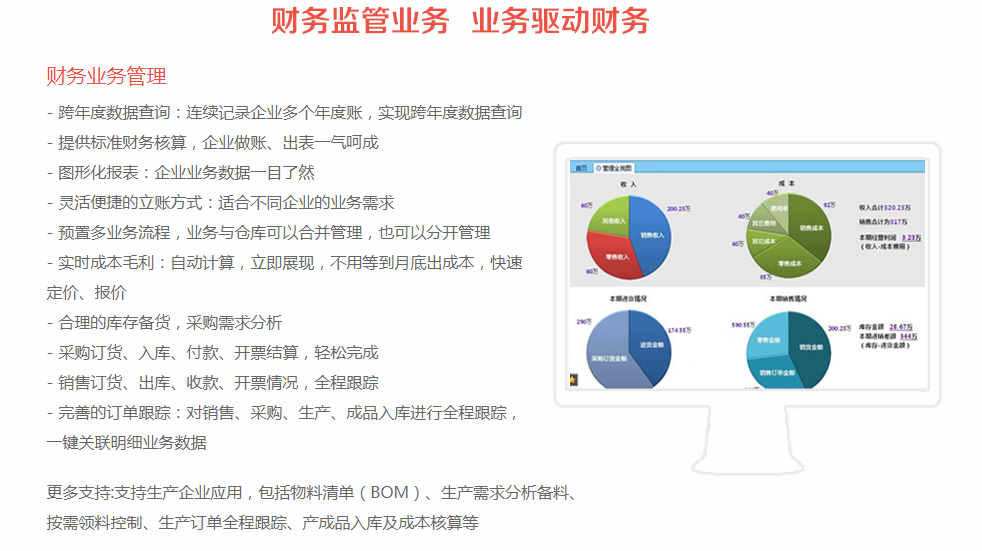 财务监管业务 业务驱动财务
财务业务管理
- 跨年度数据查询：连续记录企业多个年度账，实现跨年度数据查询
- 提供标准财务核算，企业做账、出表一气呵成
- 图形化报表：企业业务数据一目了然
- 灵活便捷的立账方式：适合不同企业的业务需求
- 预置多业务流程，业务与仓库可以合并管理，也可以分开管理
- 实时成本毛利：自动计算，立即展现，不用等到月底出成本，快速
定价、报价
- 合理的库存备货，采购需求分析
- 采购订货、入库、付款、开票结算，轻松完成
- 销售订货、出库、收款、开票情况，全程跟踪
- 完善的订单跟踪：对销售、采购、生产、成品入库进行全程跟踪，
一键关联明细业务数据
更多支持:支持生产企业应用，包括物料清单（BOM）、生产需求分析备料、
按需领料控制、生产订单全程跟踪、产成品入库及成本核算等
首页 管理全视图
收 入
60万
200.23万
其他收入
销售收入
零售收入
60万
成 本
40万
92万
费用单
40万
其它费用
销售成本
60万
其它成本
零售成本
85万
收入合计320.23万
销售合计为317万
本期经营利润 3.23万
（收入-成本费用）
本期进货情况
290万
174.55万
采购订货金额
进货金额
本期销售情况
590.55万
200.23万
零售金额
销货金额
销售订单金额
库存金额 28.67万
本期进销差额 344万
（库存-进货金额）